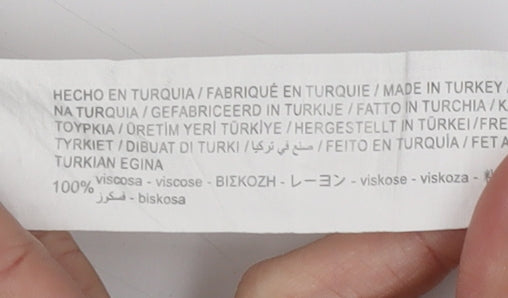 HECHO EN TURQUIA / FABRIQUÉ EN TURQUIE / MADE IN TURKEY
NA TURQUIA / GEFABRICEERD IN TURKIJE / FATTO IN TURCHIA /
ΤΟΥΡΚΙΑ / ÜRETİM YERİ TÜRKİYE / HERGESTELLT IN TÜRKEI /
TYRKIET / DIBUAT DI TURKI / صنع في تركيا / FEITO EN TURQUÍA / FET A
TURKIAN EGINA
100% viscosa - viscose - ΒΙΣΚΟΖΗ - レーヨン - viskose - viskoza -
فسكوز - biskosa